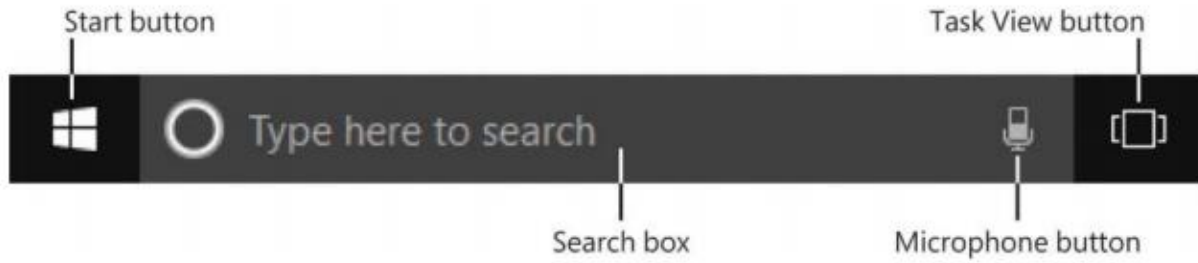 Start button
Task View button
Type here to search
Search box
Microphone button